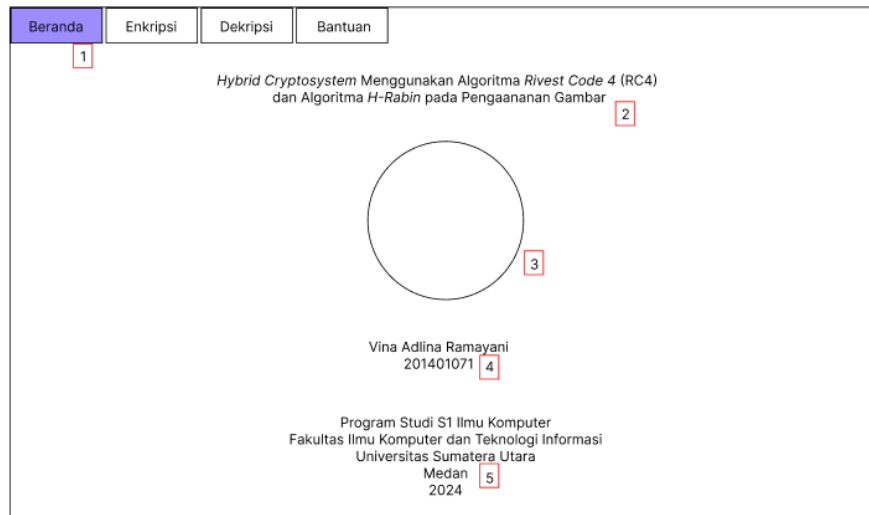 Beranda Enkripsi Dekripsi Bantuan
1
Hybrid Cryptosystem Menggunakan Algoritma Rivest Code 4 (RC4)
dan Algoritma H-Rabin pada Pengaananan Gambar
2
3
Vina Adlina Ramayani
201401071
4
Program Studi S1 Ilmu Komputer
Fakultas Ilmu Komputer dan Teknologi Informasi
Universitas Sumatera Utara
Medan
5
2024